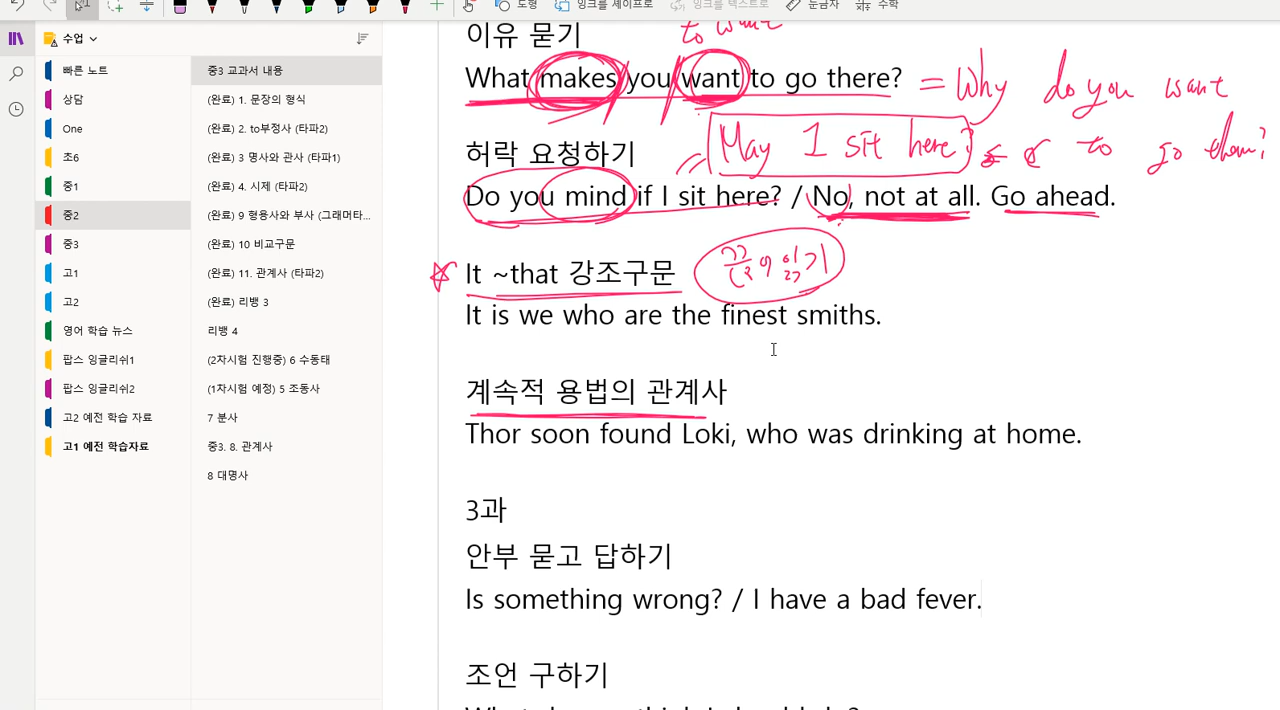 도형
잉크를 셰이프로
잉크를 텍스트로
눈금자
수학
수업
빠른 노트
상담
One
초6
중1
중2
중3
고1
고2
영어 학습 뉴스
팝스 잉글리쉬1
팝스 잉글리쉬2
고2 예전 학습 자료
고1 예전 학습자료
중3 교과서 내용
(완료) 1. 문장의 형식
(완료) 2. to부정사 (타파2)
(완료) 3 명사와 관사 (타파1)
(완료) 4. 시제 (타파2)
(완료) 9 형용사와 부사 (그래머타...
(완료) 10 비교구문
(완료) 11. 관계사 (타파2)
(완료) 리뱅 3
리뱅 4
(2차시험 진행중) 6 수동태
(1차시험 예정) 5 조동사
7 분사
중3. 8. 관계사
8 대명사
이유 묻기
to want
What makes you want to go there?
= Why do you want
to go there?
허락 요청하기
May I sit here?
Do you mind if I sit here? / No, not at all. Go ahead.
It ~that 강조구문
It is we who are the finest smiths.
계속적 용법의 관계사
Thor soon found Loki, who was drinking at home.
3과
안부 묻고 답하기
Is something wrong? / I have a bad fever.
조언 구하기